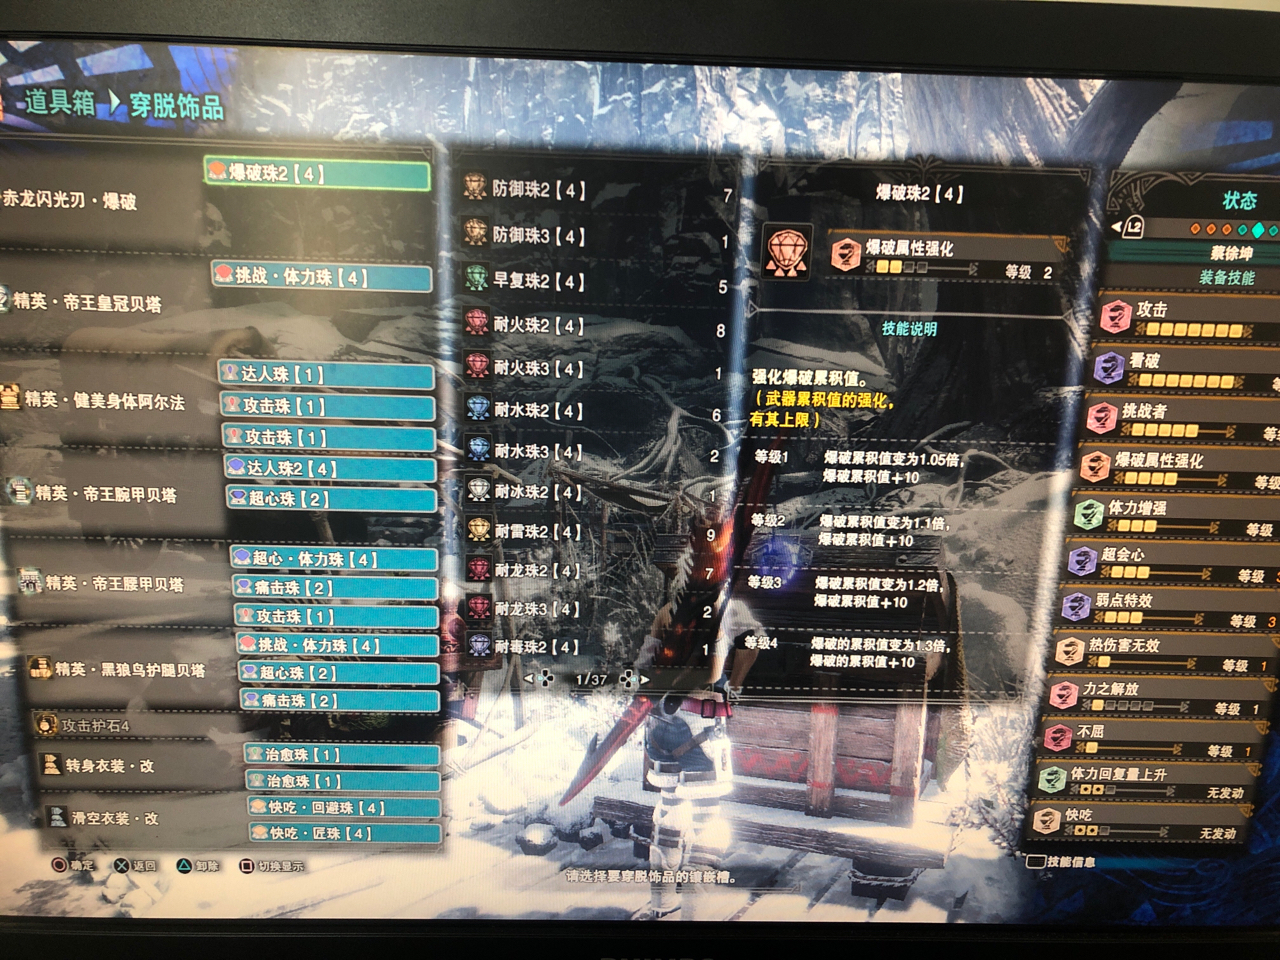 道具箱 穿脱饰品
赤龙闪光刃・爆破
爆破珠2【4】
精英・帝王皇冠贝塔
挑战・体力珠【4】
精英・健美身体阿尔法
达人珠【1】
攻击珠【1】
攻击珠【1】
精英・帝王腕甲贝塔
达人珠2【4】
超心珠【2】
精英・帝王腰甲贝塔
超心・体力珠【4】
痛击珠【2】
攻击珠【1】
精英・黑狼鸟护腿贝塔
挑战・体力珠【4】
超心珠【2】
痛击珠【2】
攻击护石4
转身衣装・改
治愈珠【1】
治愈珠【1】
滑空衣装・改
快吃・回避珠【4】
快吃・匠珠【4】
确定 返回 卸除 切换显示
防御珠2【4】 7
防御珠3【4】 1
早复珠2【4】 5
耐火珠2【4】 8
耐火珠3【4】 1
耐水珠2【4】 6
耐水珠3【4】 2
耐冰珠2【4】 1
耐雷珠2【4】 9
耐龙珠2【4】 7
耐龙珠3【4】 2
耐毒珠2【4】 1
1/37
请选择要穿脱饰品的镶嵌槽。
爆破珠2【4】
爆破属性强化
等级 2
技能说明
强化爆破累积值。
（武器累积值的强化，
有其上限）
等级1 爆破累积值变为1.05倍，
爆破累积值+10
等级2 爆破累积值变为1.1倍，
爆破累积值+10
等级3 爆破累积值变为1.2倍，
爆破累积值+10
等级4 爆破的累积值变为1.3倍，
爆破的累积值+10
状态
L2
蔡徐坤
装备技能
攻击
看破
挑战者
爆破属性强化
体力增强
等级
超会心
等级
弱点特效
等级 3
热伤害无效
等级 1
力之解放
等级 1
不屈
等级 1
体力回复量上升
无发动
快吃
无发动
技能信息